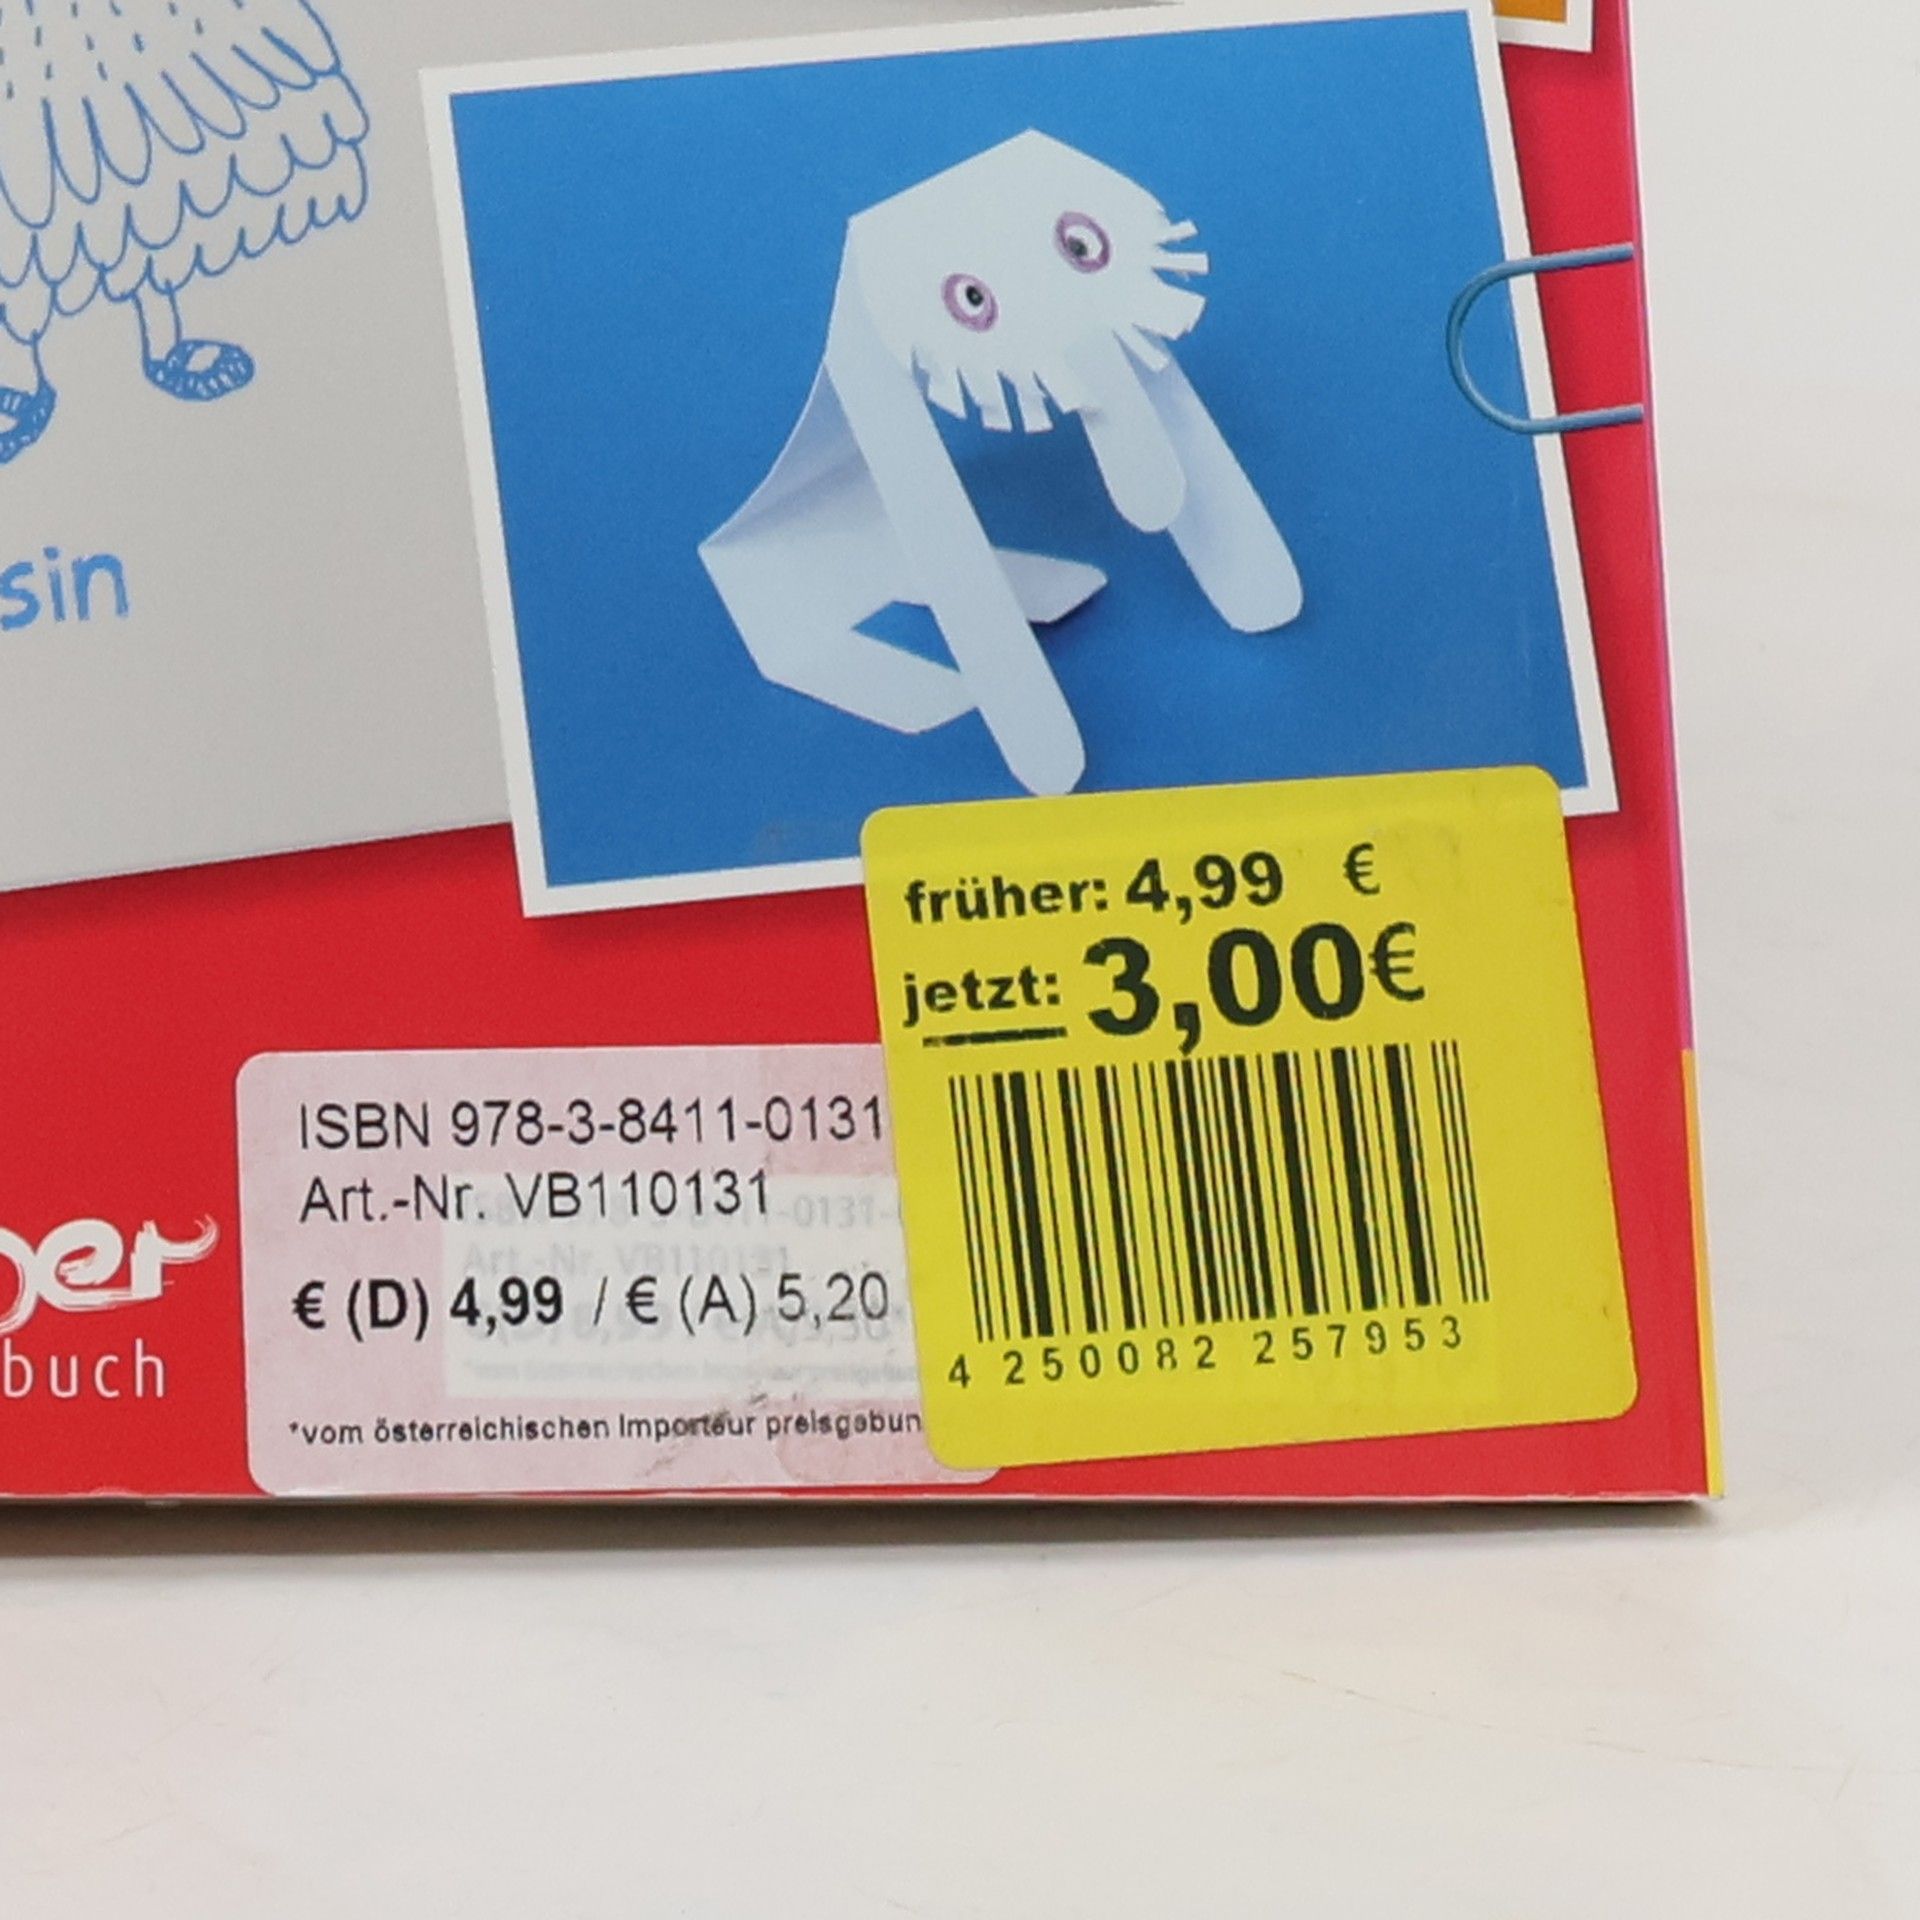 sin
früher: 4,99 €
jetzt: 3,00€
ISBN 978-3-8411-0131
Art.-Nr. VB110131
€ (D) 4,99 / € (A) 5,20
*vom österreichischen Importeur preisgebun
4 250082 257953
ber
buch